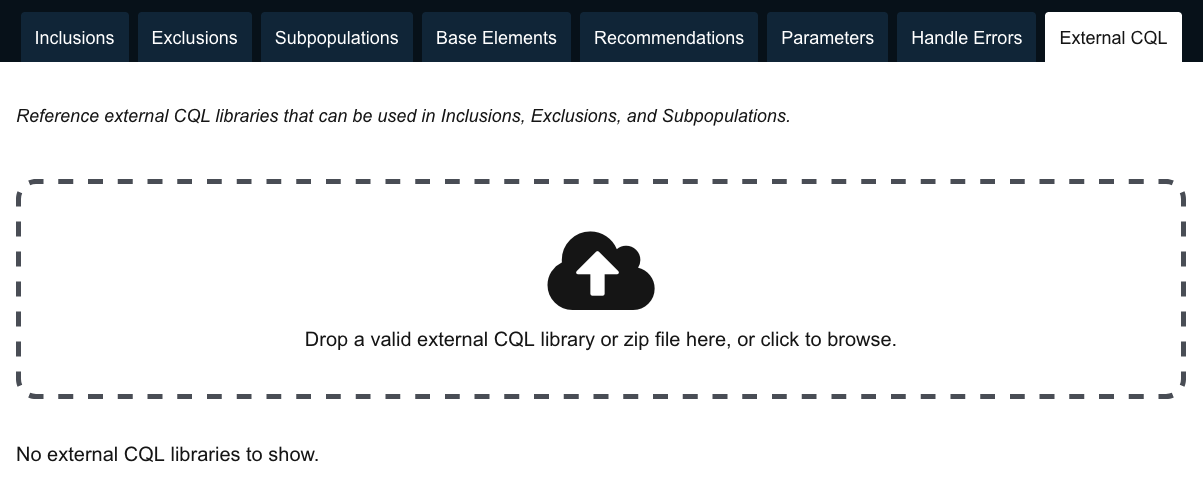 Inclusions Exclusions Subpopulations Base Elements Recommendations Parameters Handle Errors External CQL
Reference external CQL libraries that can be used in Inclusions, Exclusions, and Subpopulations.
Drop a valid external CQL library or zip file here, or click to browse.
No external CQL libraries to show.